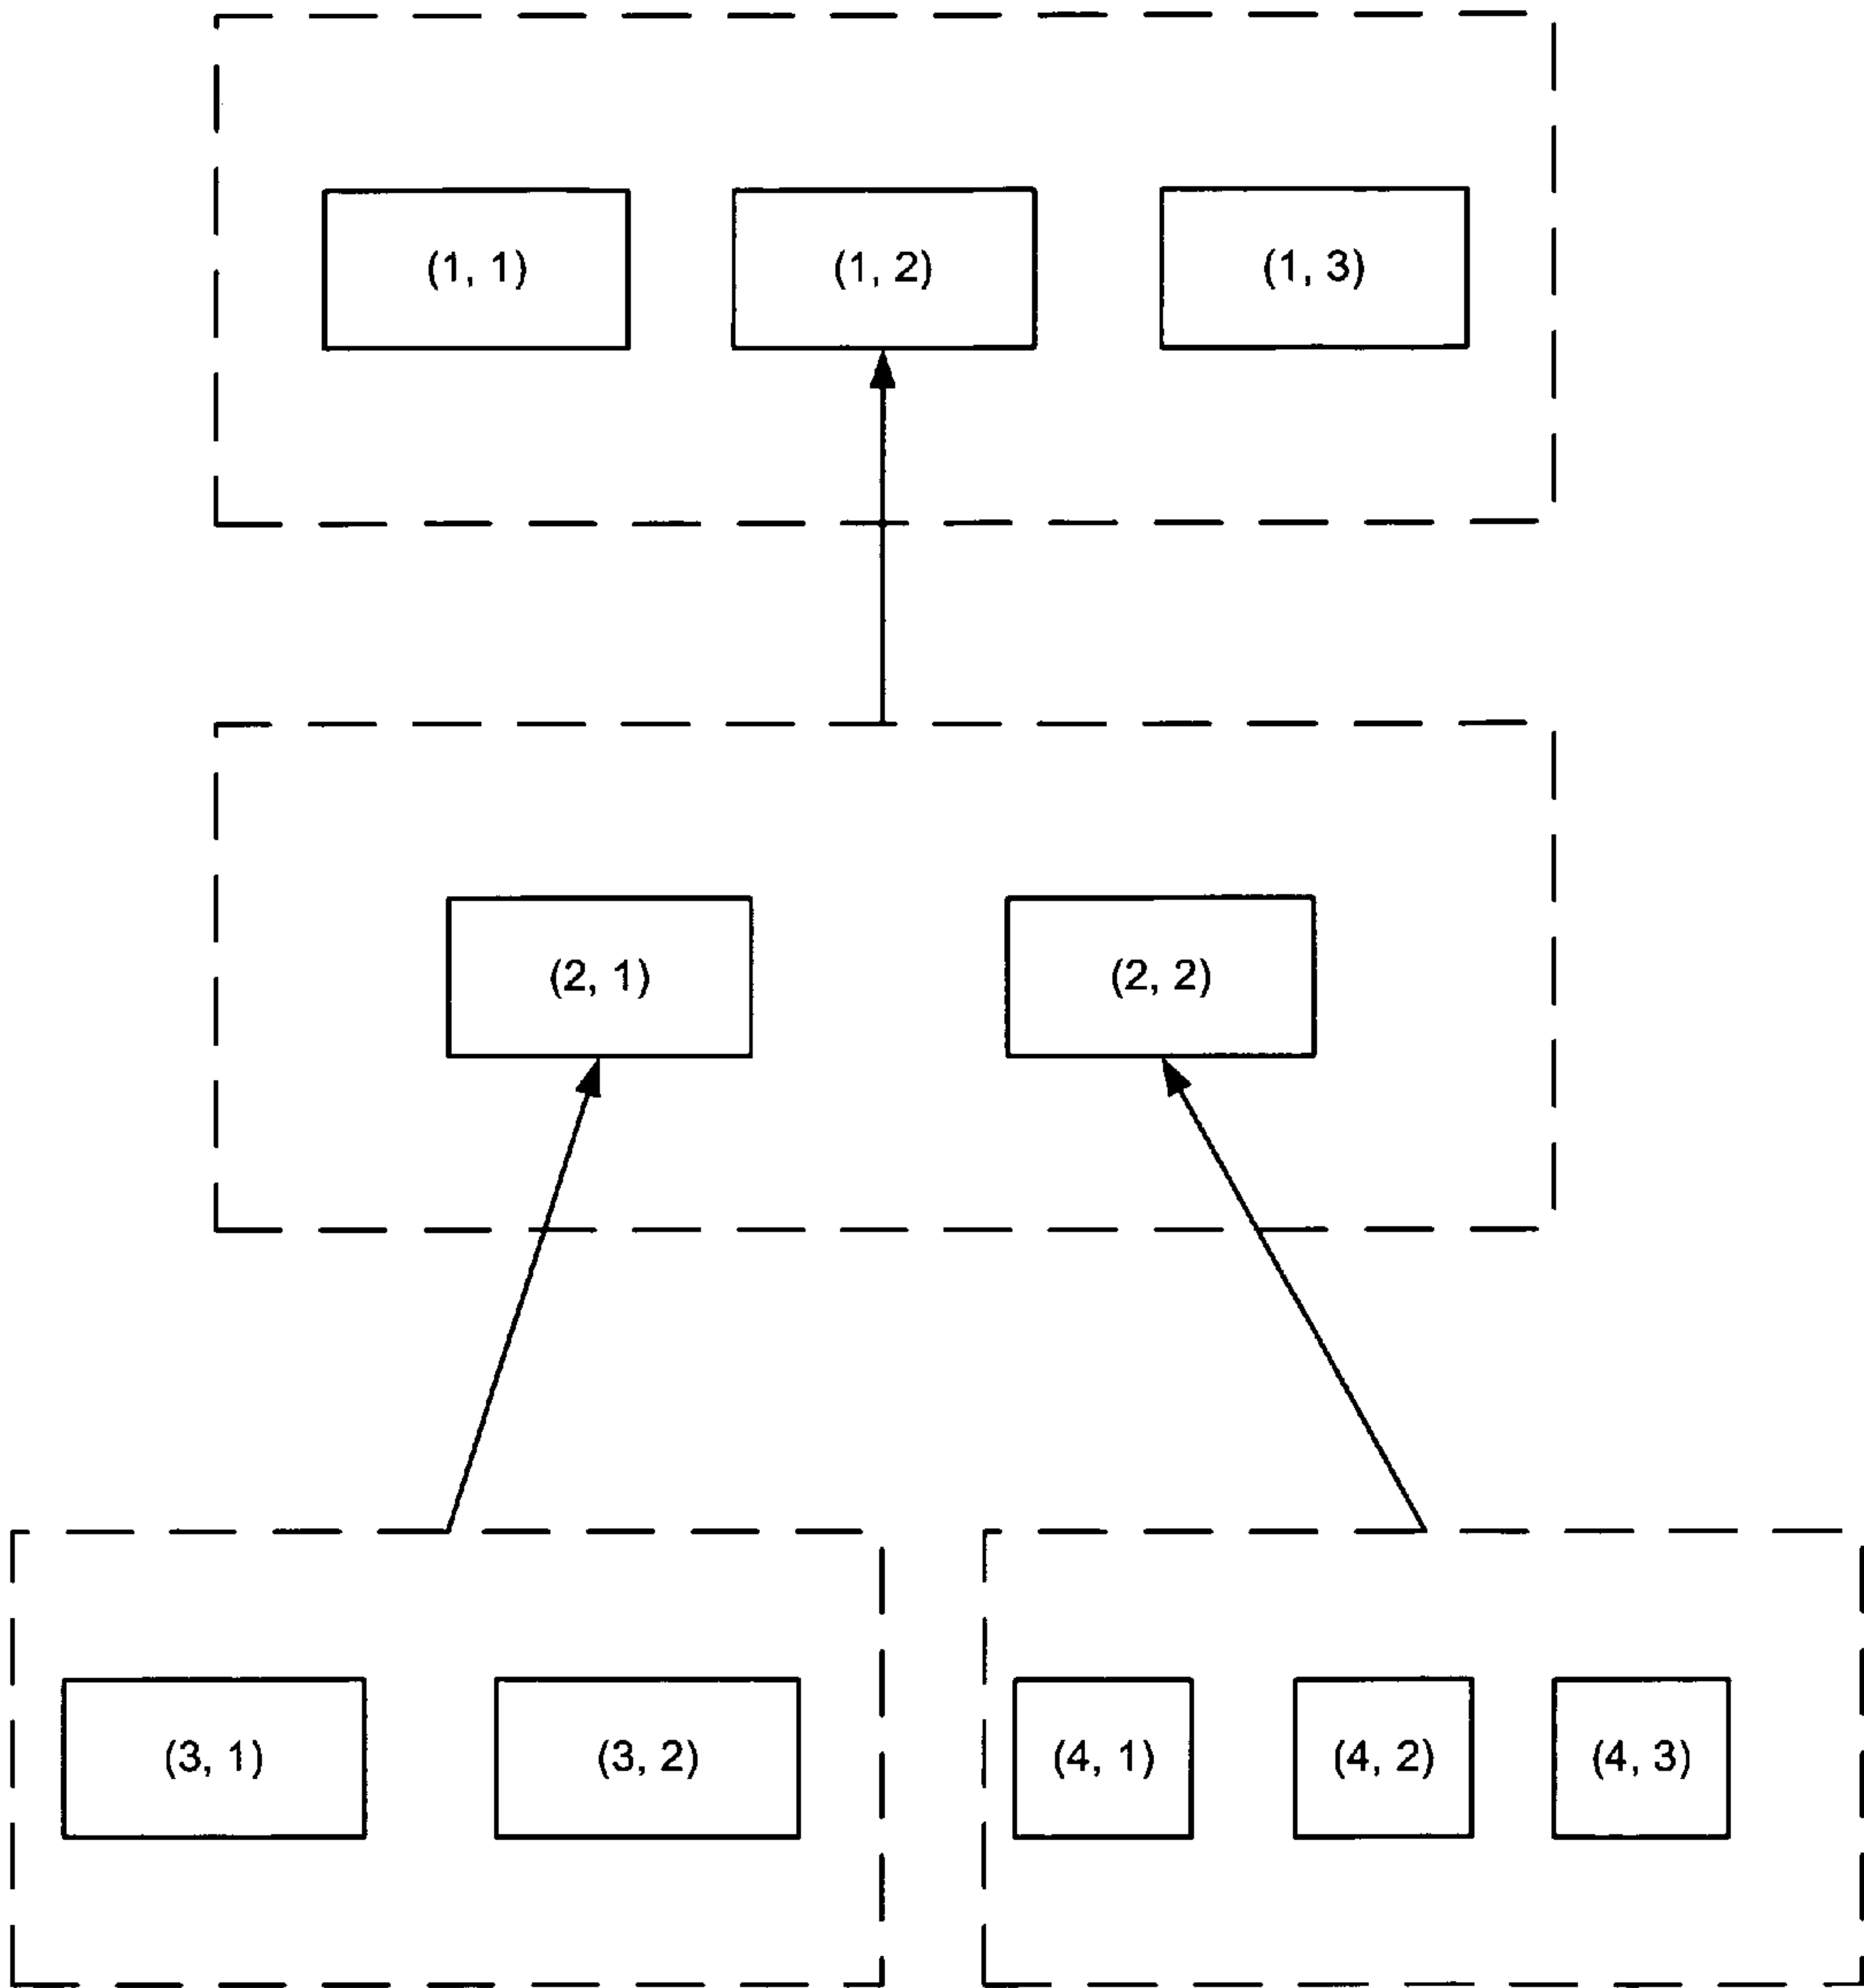 (1, 1) (1, 2) (1, 3)
(2, 1) (2, 2)
(3, 1) (3, 2) (4, 1) (4, 2) (4, 3)